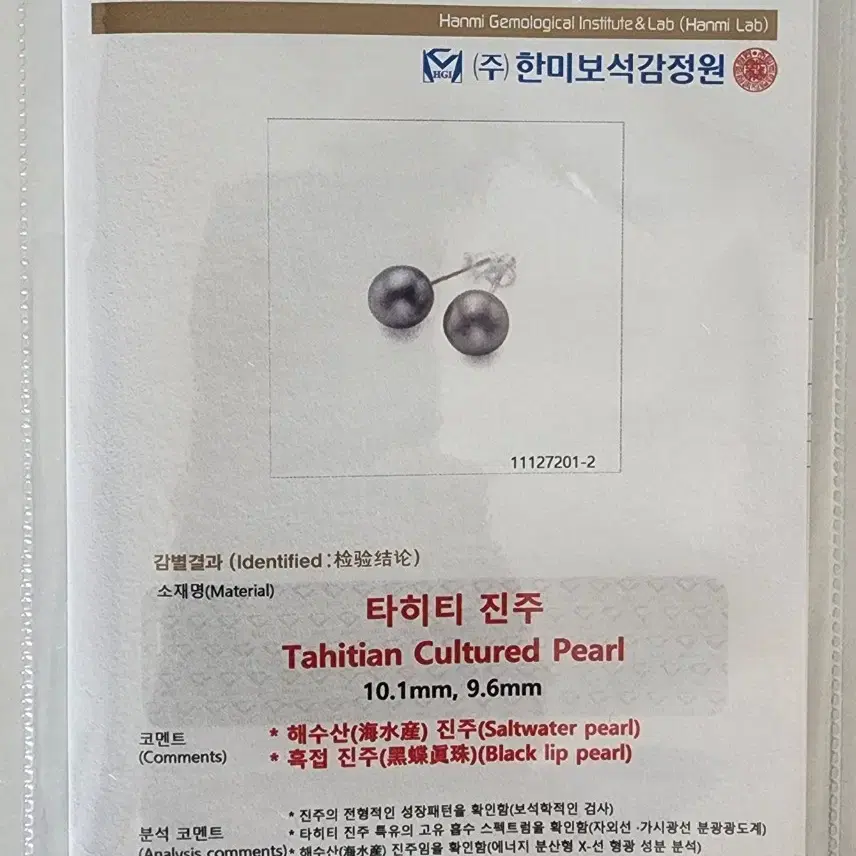 Hanmi Gemological Institute & Lab (Hanmi Lab)
HGI (주) 한미보석감정원
11127201-2
감별결과 (Identified : 检验结论)
소재명(Material)
타히티 진주
Tahitian Cultured Pearl
10.1mm, 9.6mm
코멘트
(Comments)
* 해수산(海水産) 진주(Saltwater pearl)
* 흑접 진주(黑蝶眞珠)(Black lip pearl)
분석 코멘트
(Analysis comments)
* 진주의 전형적인 성장패턴을 확인함(보석학적인 검사)
* 타히티 진주 특유의 고유 흡수 스펙트럼을 확인함(자외선 ·가시광선 분광광도계)
* 해수산(海水産) 진주임을 확인함(에너지 분산형 X-선 형광 성분 분석)